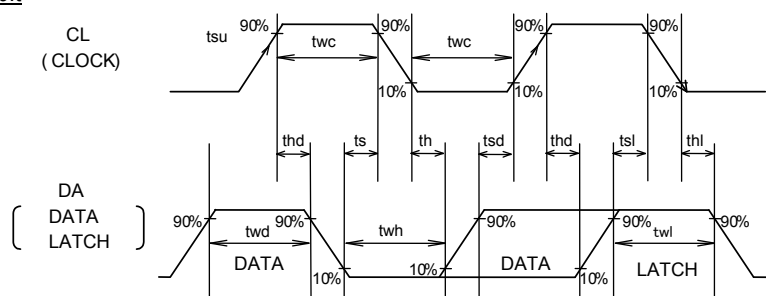 CL
(CLOCK)
tsu
90%
twc
90%
twc
90%
90%
10%
10%
10%
thd
ts
th
tsd
thd
tsl
thl
DA
DATA
LATCH
90%
twd
90%
twh
90%
90%
twl
90%
DATA
10%
10%
DATA
10%
LATCH